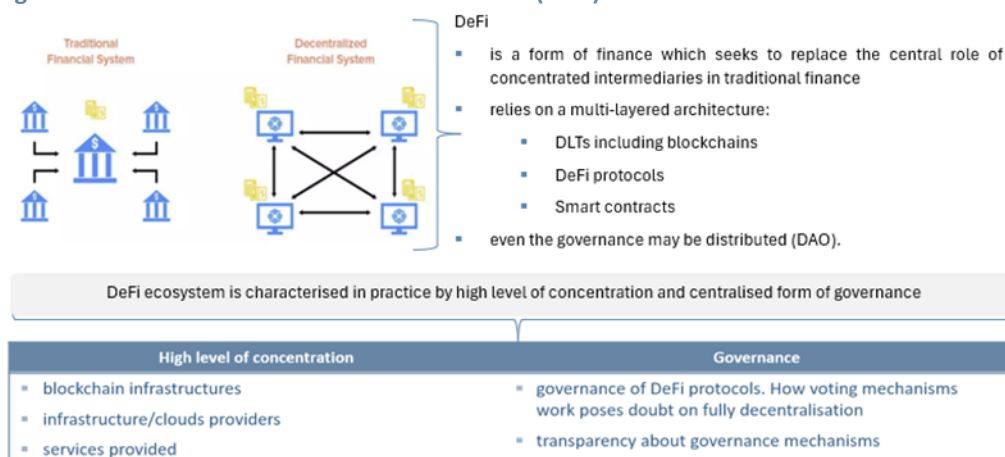 Traditional
Financial System
Decentralized
Financial System
DeFi
▪ is a form of finance which seeks to replace the central role of
concentrated intermediaries in traditional finance
▪ relies on a multi-layered architecture:
▪ DLTs including blockchains
▪ DeFi protocols
▪ Smart contracts
▪ even the governance may be distributed (DAO).
DeFi ecosystem is characterised in practice by high level of concentration and centralised form of governance
High level of concentration
▪ blockchain infrastructures
▪ infrastructure/clouds providers
▪ services provided
Governance
▪ governance of DeFi protocols. How voting mechanisms
work poses doubt on fully decentralisation
▪ transparency about governance mechanisms